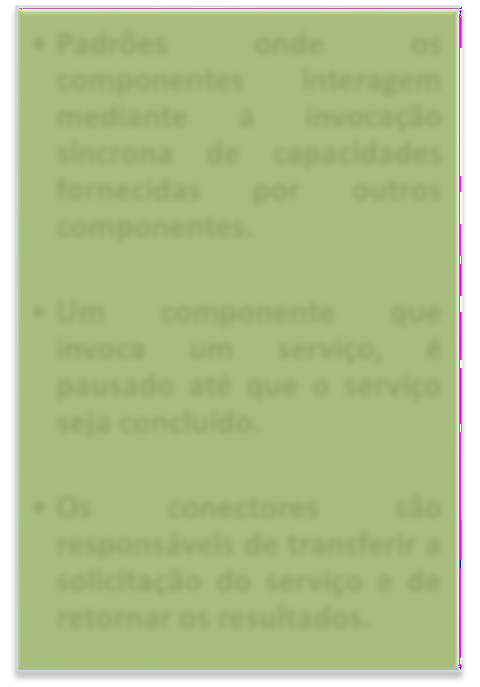 • Padrões onde os
componentes interagem
mediante a invocação
síncrona de capacidades
fornecidas por outros
componentes.
• Um componente que
invoca um serviço, é
pausado até que o serviço
seja concluído.
• Os conectores são
responsáveis de transferir a
solicitação do serviço e de
retornar os resultados.